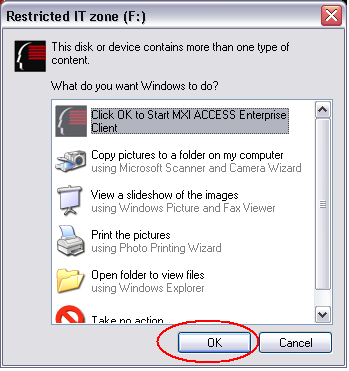 Restricted IT zone (F:)
This disk or device contains more than one type of
content.
What do you want Windows to do?
Click OK to Start MXI ACCESS Enterprise
Client
Copy pictures to a folder on my computer
using Microsoft Scanner and Camera Wizard
View a slideshow of the images
using Windows Picture and Fax Viewer
Print the pictures
using Photo Printing Wizard
Open folder to view files
using Windows Explorer
Take no action
OK
Cancel